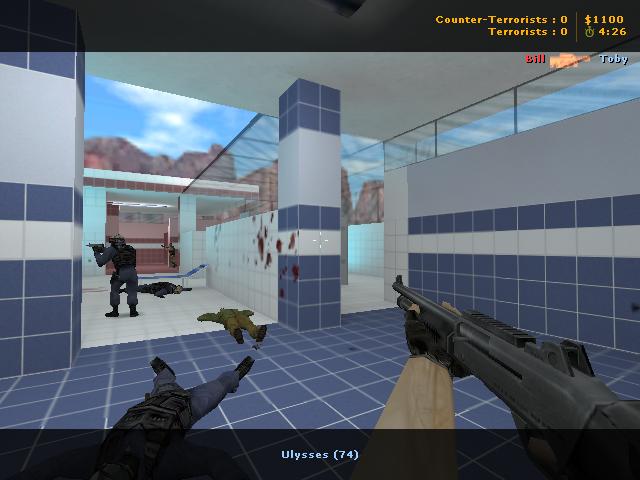 Counter-Terrorists : 0 $1100
Terrorists : 0 4:26
Bill Toby
Ulysses (74)